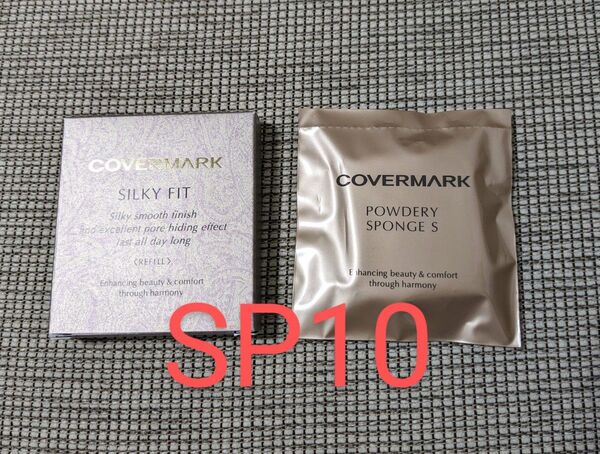 COVERMARK
SILKY FIT
Silky smooth finish
and excellent pore hiding effect
last all day long
〈REFILL〉
Enhancing beauty & comfort
through harmony
COVERMARK
POWDERY
SPONGE S
Enhancing beauty & comfort
through harmony
SP10